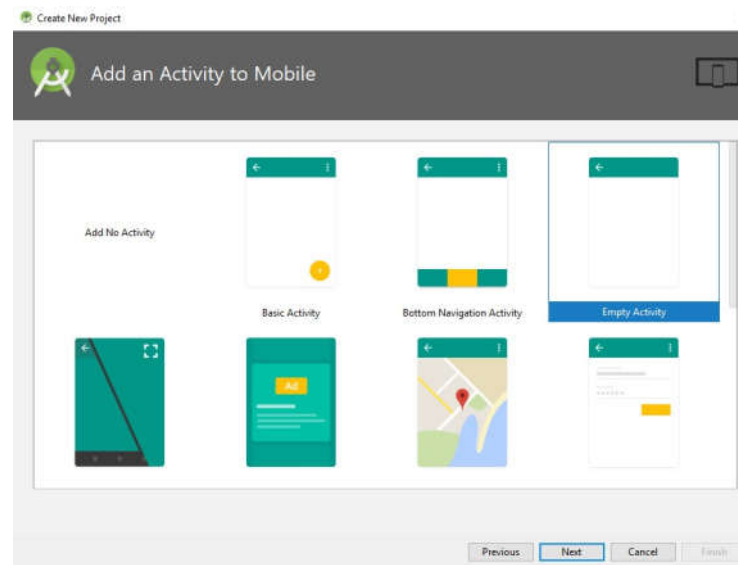 Create New Project
Add an Activity to Mobile
Add No Activity
Basic Activity
Bottom Navigation Activity
Empty Activity
Ad
Previous
Next
Cancel
Finish